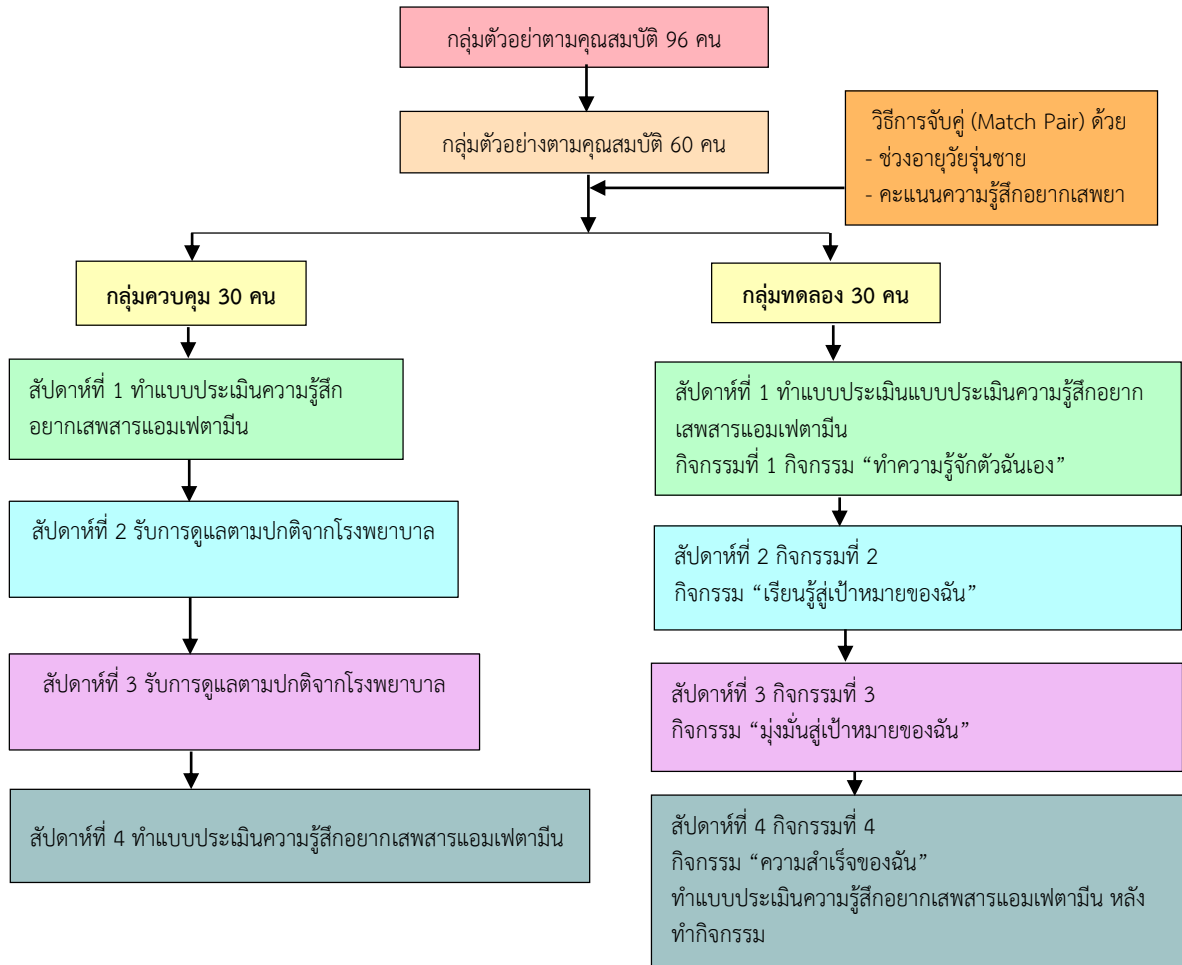 กลุ่มตัวอย่าตามคุณสมบัติ 96 คน
กลุ่มตัวอย่างตามคุณสมบัติ 60 คน
วิธีการจับคู่ (Match Pair) ด้วย
- ช่วงอายุวัยรุ่นชาย
- คะแนนความรู้สึกอยากเสพยา
กลุ่มควบคุม 30 คน
กลุ่มทดลอง 30 คน
สัปดาห์ที่ 1 ทำแบบประเมินความรู้สึก
อยากเสพสารแอมเฟตามีน
สัปดาห์ที่ 2 รับการดูแลตามปกติจากโรงพยาบาล
สัปดาห์ที่ 3 รับการดูแลตามปกติจากโรงพยาบาล
สัปดาห์ที่ 4 ทำแบบประเมินความรู้สึกอยากเสพสารแอมเฟตามีน
สัปดาห์ที่ 1 ทำแบบประเมินแบบประเมินความรู้สึกอยาก
เสพสารแอมเฟตามีน
กิจกรรมที่ 1 กิจกรรม “ทำความรู้จักตัวฉันเอง”
สัปดาห์ที่ 2 กิจกรรมที่ 2
กิจกรรม “เรียนรู้สู่เป้าหมายของฉัน”
สัปดาห์ที่ 3 กิจกรรมที่ 3
กิจกรรม “มุ่งมั่นสู่เป้าหมายของฉัน”
สัปดาห์ที่ 4 กิจกรรมที่ 4
กิจกรรม “ความสำเร็จของฉัน”
ทำแบบประเมินความรู้สึกอยากเสพสารแอมเฟตามีน หลัง
ทำกิจกรรม